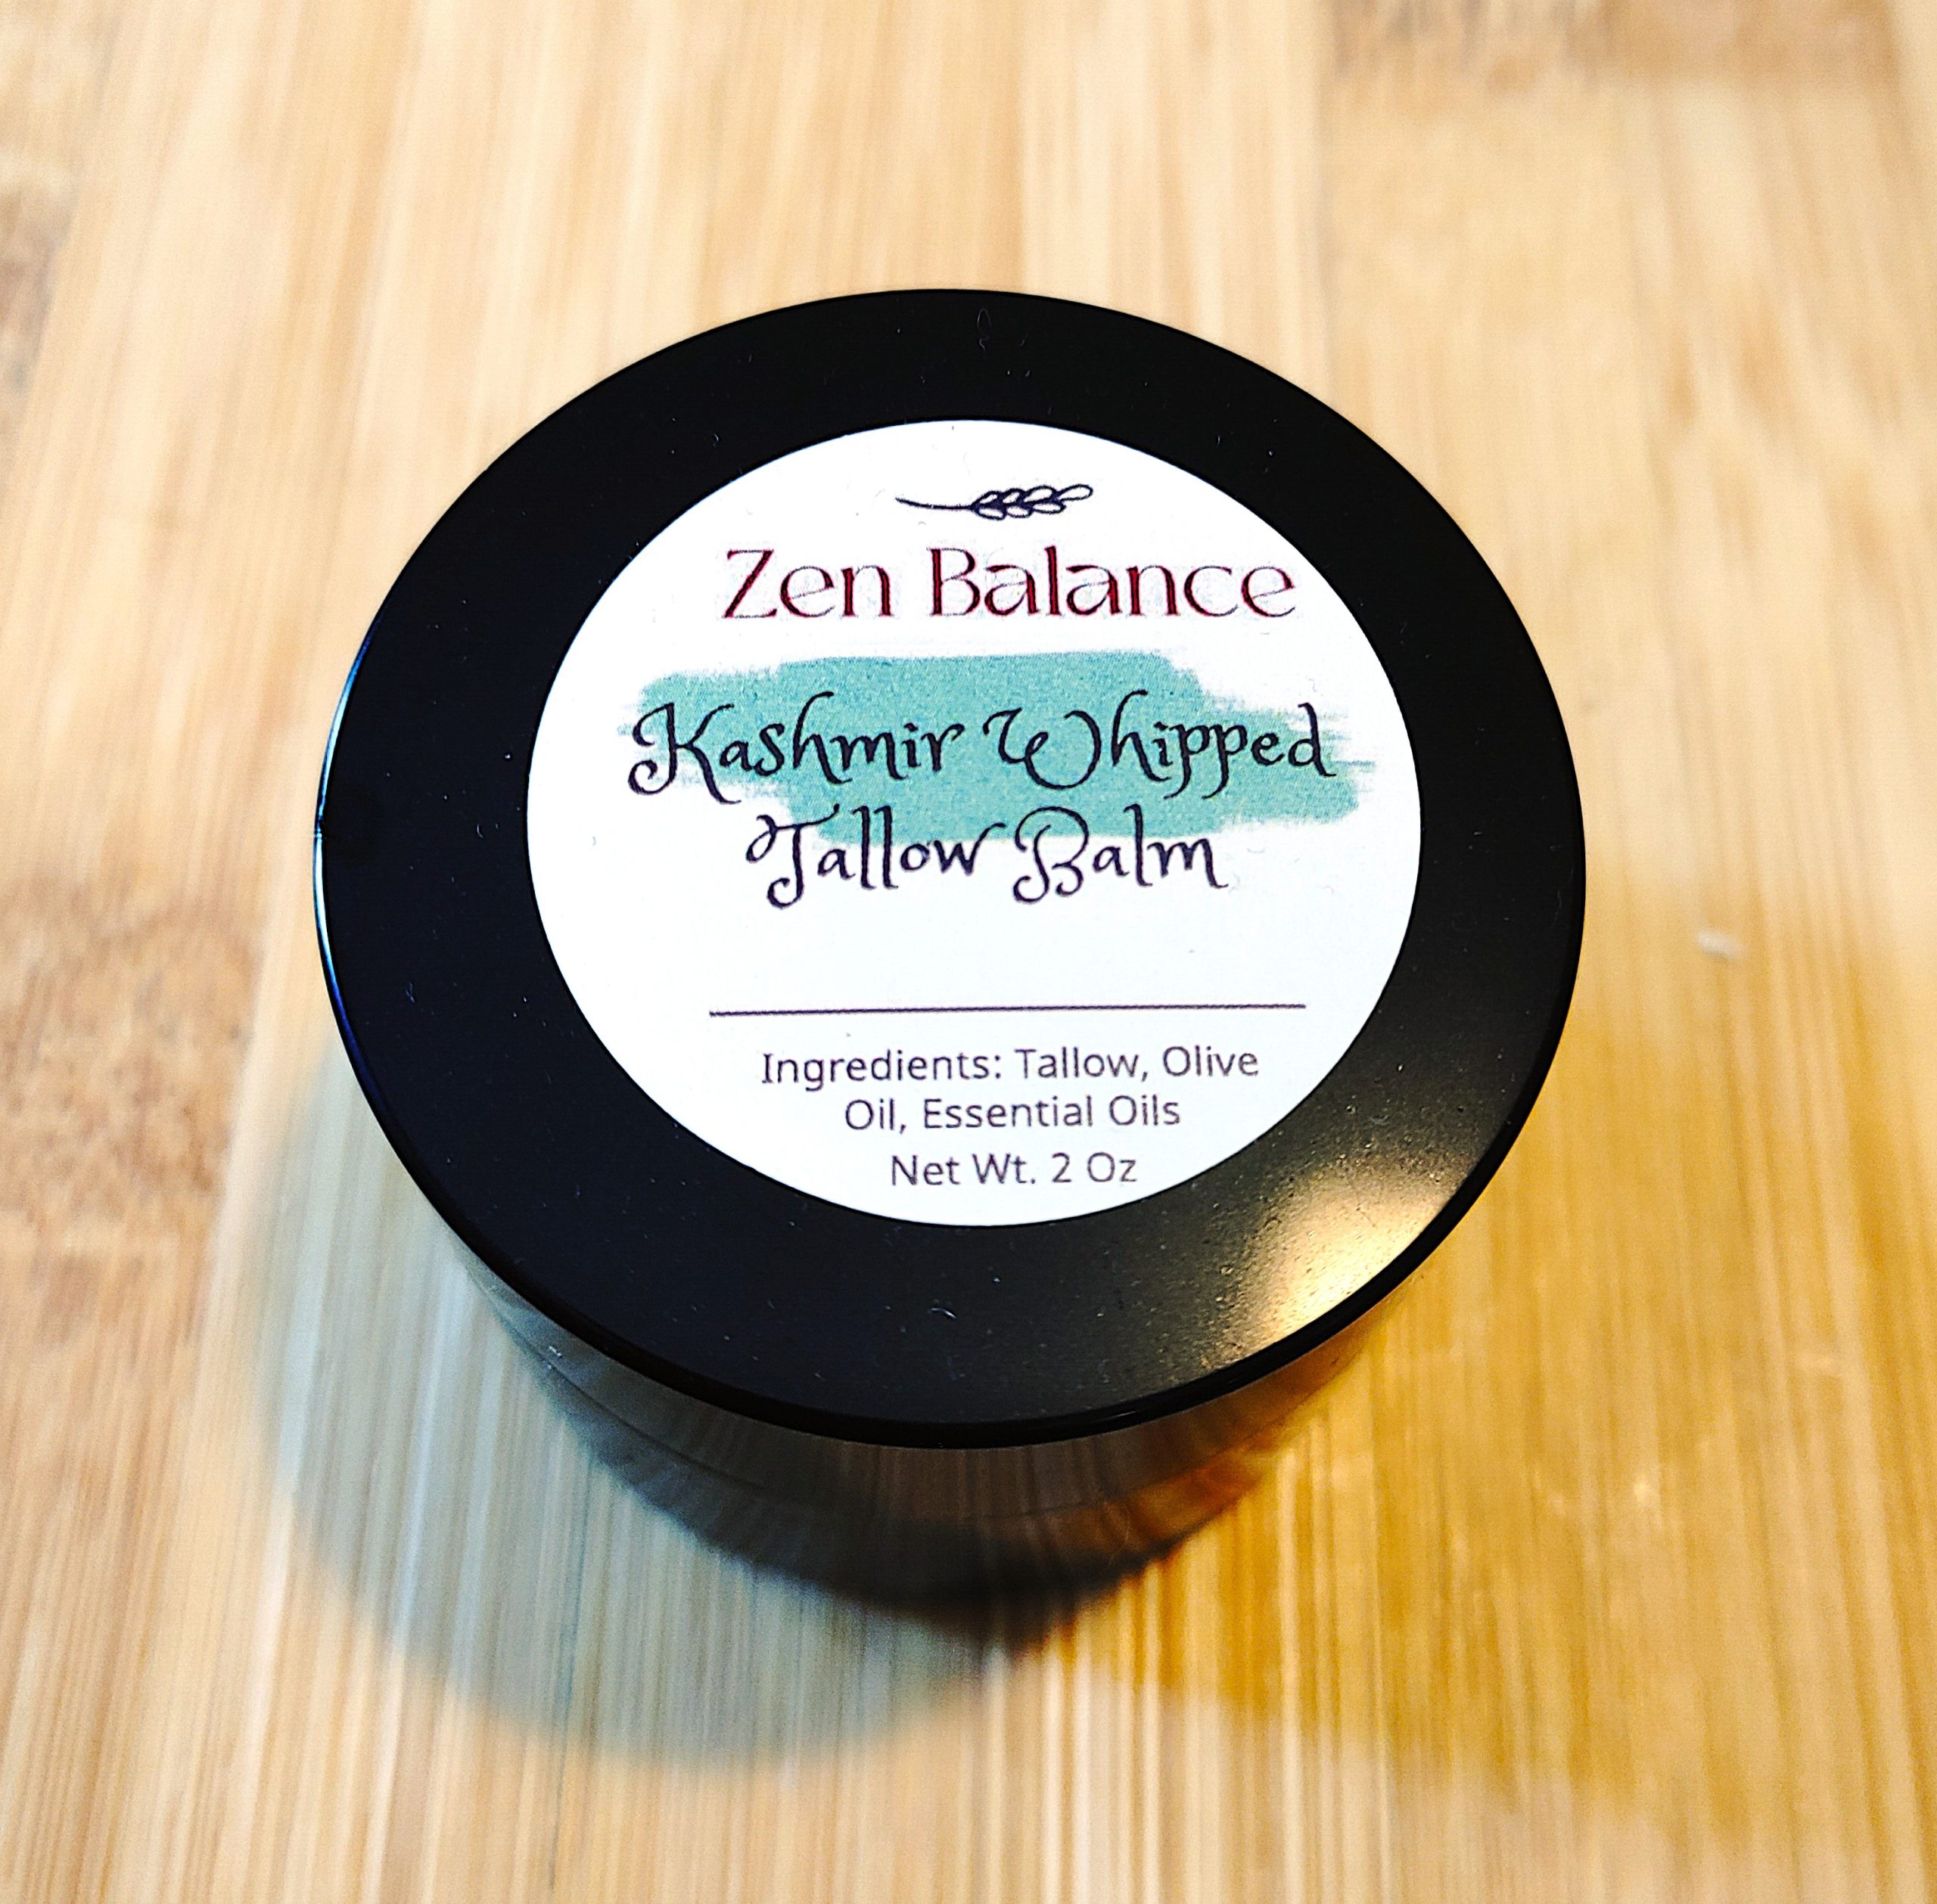 Zen Balance
Kashmir Whipped
Tallow Balm
Ingredients: Tallow, Olive
Oil, Essential Oils
Net Wt. 2 Oz